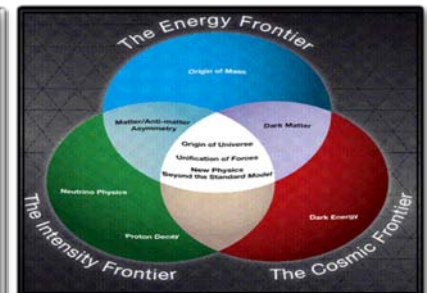 The Energy Frontier
Origin of Mass
Matter/Anti-matter
Asymmetry
Dark Matter
Origin of Universe
Unification of Forces
New Physics
Beyond the Standard Model
Neutrino Physics
Dark Energy
Proton Decay
The Intensity Frontier
The Cosmic Frontier